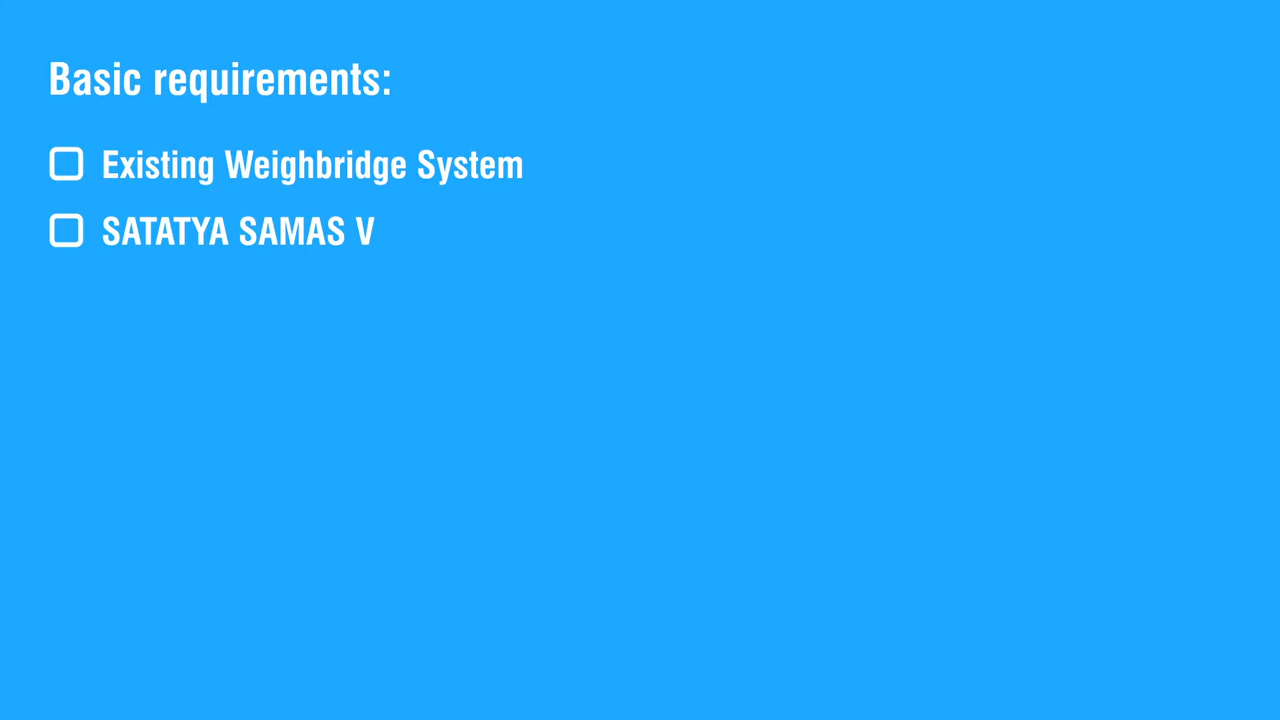 Basic requirements:
Existing Weighbridge System
SATATYA SAMAS V